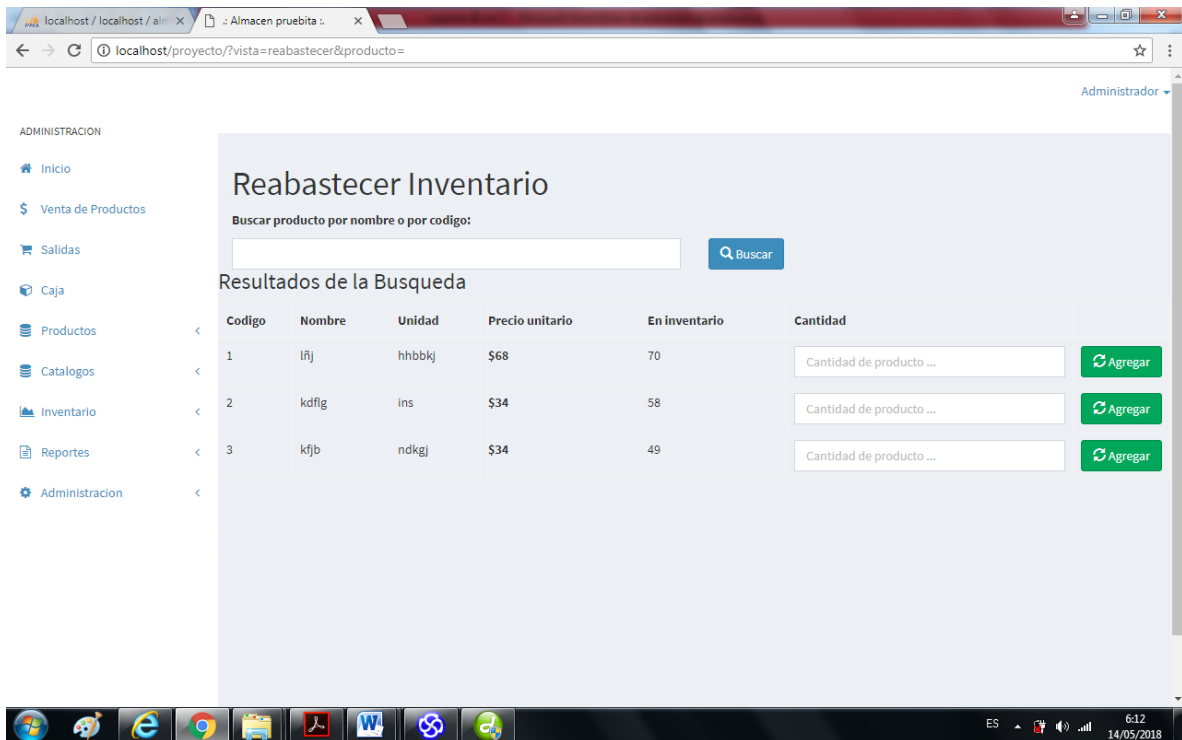 localhost / localhost / alm
.: Almacen pruebita :.
localhost/proyecto/?vista=reabastecer&producto=
Administrador
ADMINISTRACION
Inicio
Venta de Productos
Salidas
Caja
Productos
Catalogos
Inventario
Reportes
Administracion
Reabastecer Inventario
Buscar producto por nombre o por codigo:
Buscar
Resultados de la Busqueda
Codigo Nombre Unidad Precio unitario En inventario Cantidad
1 lñj hhbbkj $68 70 Cantidad de producto ... Agregar
2 kdflg ins $34 58 Cantidad de producto ... Agregar
3 kfjb ndkgj $34 49 Cantidad de producto ... Agregar
ES 6:12
14/05/2018